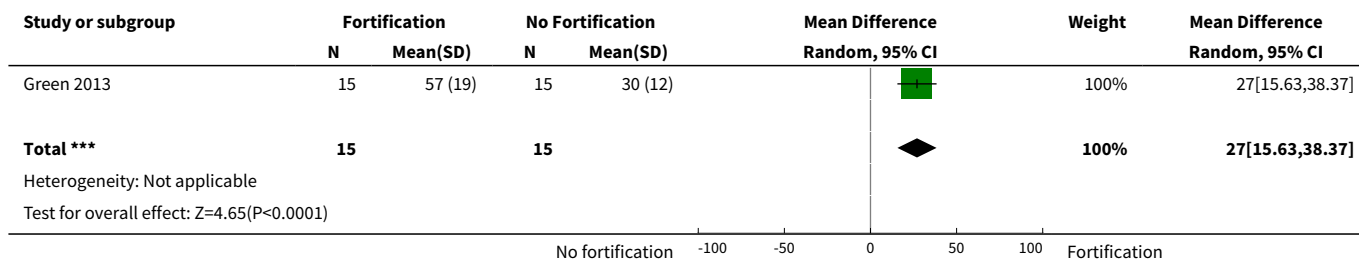 Study or subgroup Fortification No Fortification Mean Difference Weight Mean Difference
N Mean(SD) N Mean(SD) Random, 95% CI Random, 95% CI
Green 2013 15 57 (19) 15 30 (12) 100% 27[15.63,38.37]
Total *** 15 15 100% 27[15.63,38.37]
Heterogeneity: Not applicable
Test for overall effect: Z=4.65(P<0.0001)
No fortification -100 -50 0 50 100 Fortification